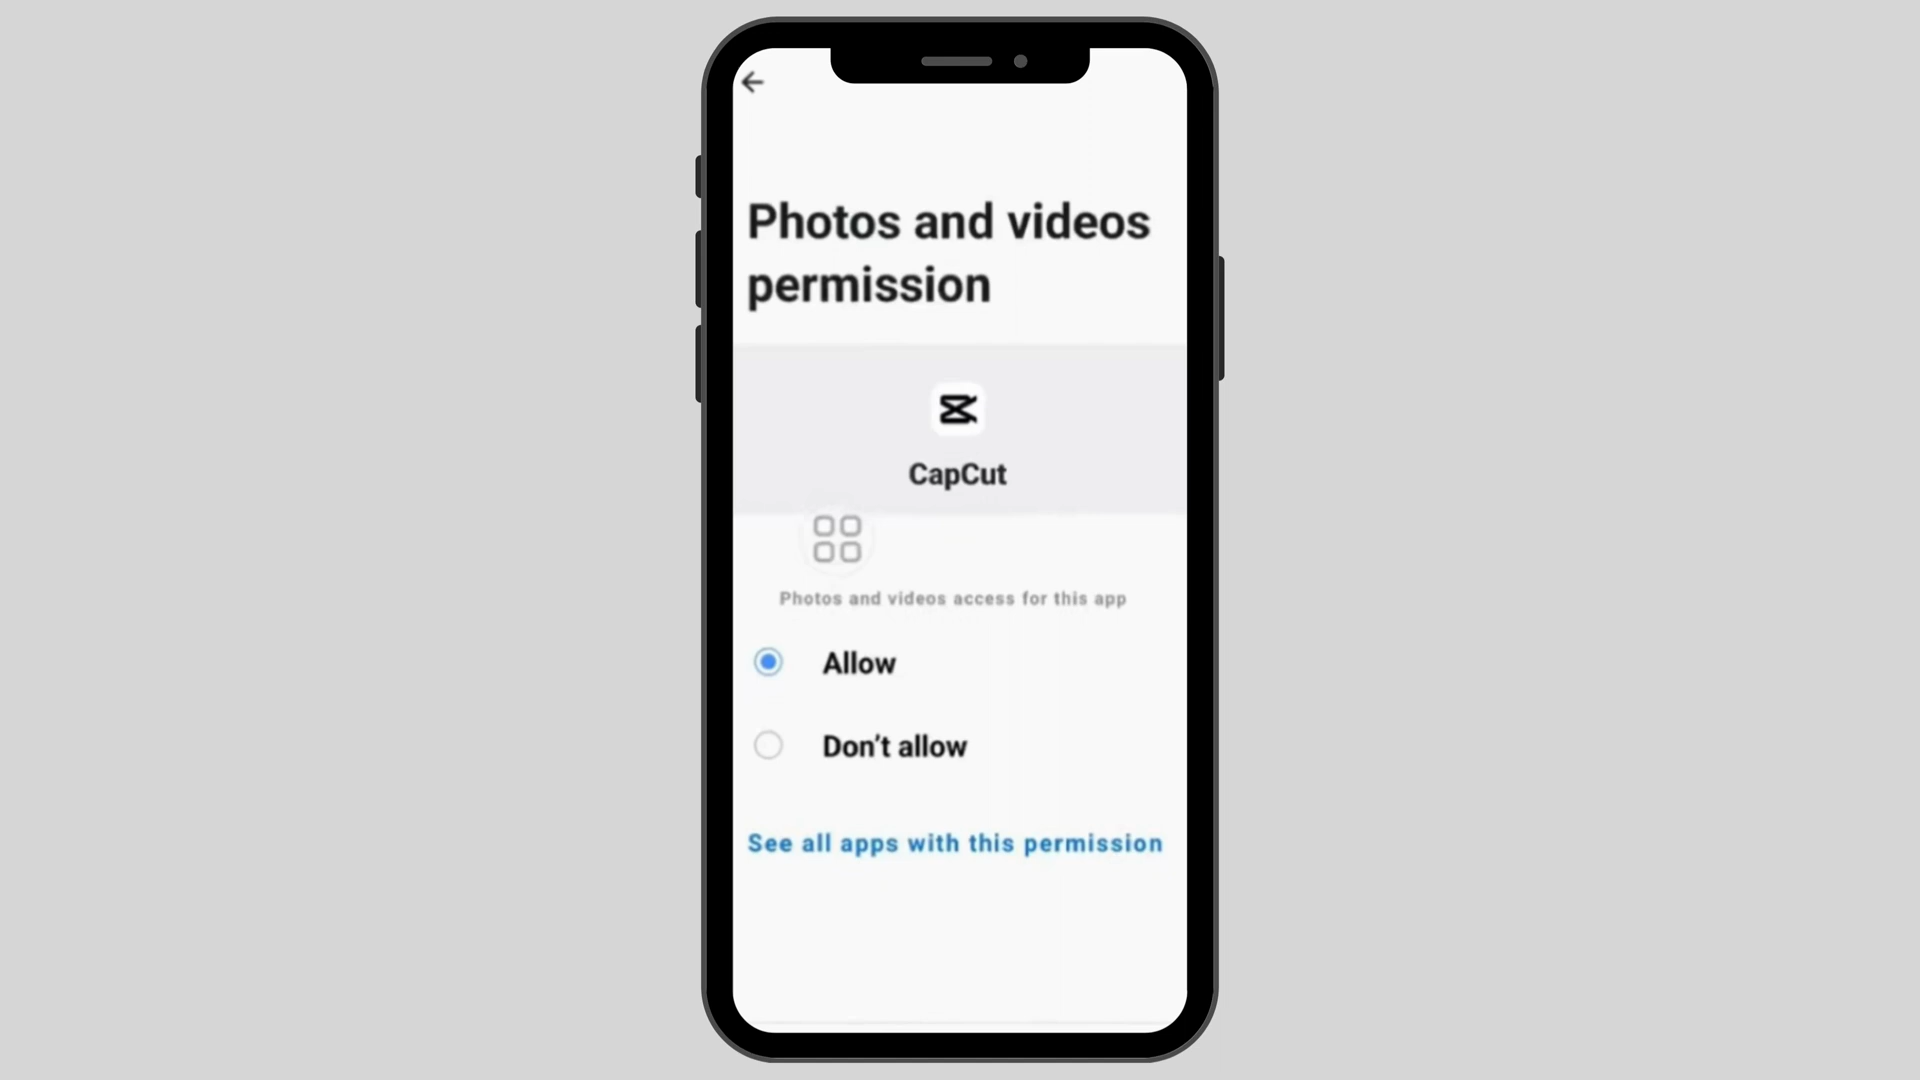 Photos and videos
permission
CapCut
Photos and videos access for this app
Allow
Don’t allow
See all apps with this permission